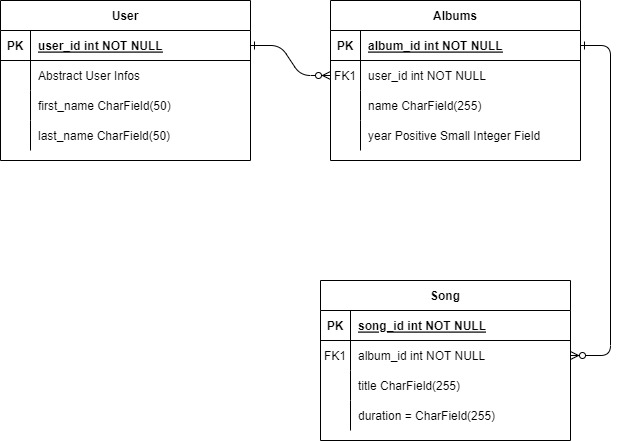 User
PK user_id int NOT NULL
Abstract User Infos
first_name CharField(50)
last_name CharField(50)
Albums
PK album_id int NOT NULL
FK1 user_id int NOT NULL
name CharField(255)
year Positive Small Integer Field
Song
PK song_id int NOT NULL
FK1 album_id int NOT NULL
title CharField(255)
duration = CharField(255)